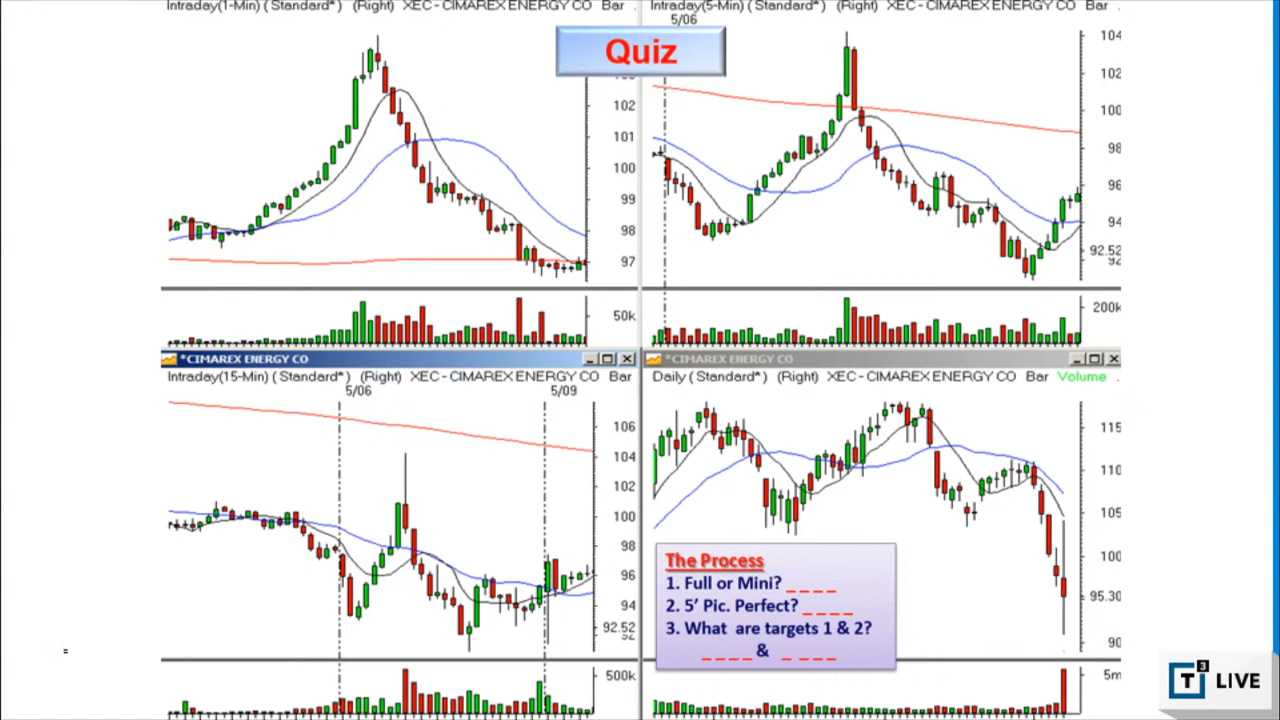 Intraday(1-Min) (Standard*) (Right) XEC - CIMAREX ENERGY CO Bar .
102
101
100
99
98
97
50k
Intraday(5-Min) (Standard*) (Right) XEC - CIMAREX ENERGY CO Bar .
5/06
Quiz
104
102
100
98
96
94
92.52
200k
*CIMAREX ENERGY CO
Intraday(15-Min) (Standard*) (Right) XEC - CIMAREX ENERGY CO Bar
5/06 5/09
106
104
102
100
98
96
94
92.52
500k
*CIMAREX ENERGY CO
Daily (Standard*) (Right) XEC - CIMAREX ENERGY CO Bar Volume .
115
110
105
100
95.30
90
5m
The Process
1. Full or Mini? _ _ _ _
2. 5’ Pic. Perfect? _ _ _ _
3. What are targets 1 & 2?
_ _ _ _ & _ _ _ _
T3 LIVE